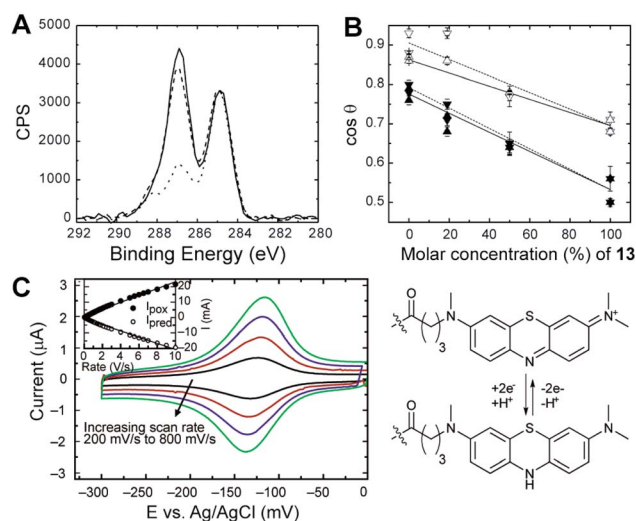 A
5000
4000
3000
2000
1000
0
CPS
292 290 288 286 284 282 280
Binding Energy (eV)
B
0.9
0.8
0.7
0.6
0.5
cos θ
0 20 40 60 80 100
Molar concentration (%) of 13
C
3
2
1
0
−1
−2
−3
Current (µA)
−300 −250 −200 −150 −100 −50 0
E vs. Ag/AgCl (mV)
Ipox
Ipred
20
10
0
-10
-20
I (mA)
0 2 4 6 8 10
Rate (V/s)
Increasing scan rate
200 mV/s to 800 mV/s
O
3
N
S
N
N+
+2e- -2e-
+H+ -H+
O
3
N
S
N
N
H